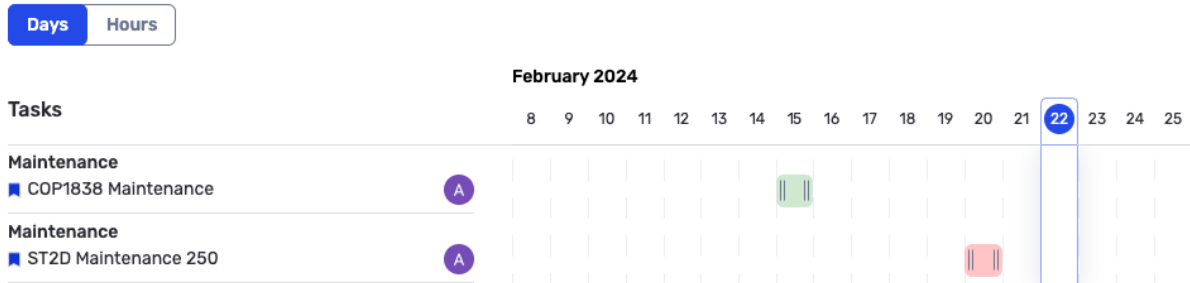 Days Hours
February 2024
Tasks
8 9 10 11 12 13 14 15 16 17 18 19 20 21 22 23 24 25
Maintenance
COP1838 Maintenance A
Maintenance
ST2D Maintenance 250 A